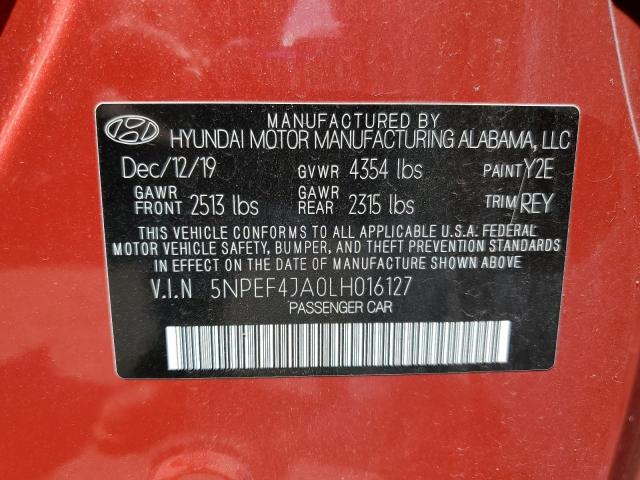 MANUFACTURED BY
HYUNDAI MOTOR MANUFACTURING ALABAMA, LLC
Dec/12/19 GVWR 4354 lbs PAINT Y2E
GAWR FRONT 2513 lbs GAWR REAR 2315 lbs TRIM REY
THIS VEHICLE CONFORMS TO ALL APPLICABLE U.S.A. FEDERAL
MOTOR VEHICLE SAFETY, BUMPER, AND THEFT PREVENTION STANDARDS
IN EFFECT ON THE DATE OF MANUFACTURE SHOWN ABOVE.
V.I.N 5NPEF4JA0LH016127
PASSENGER CAR